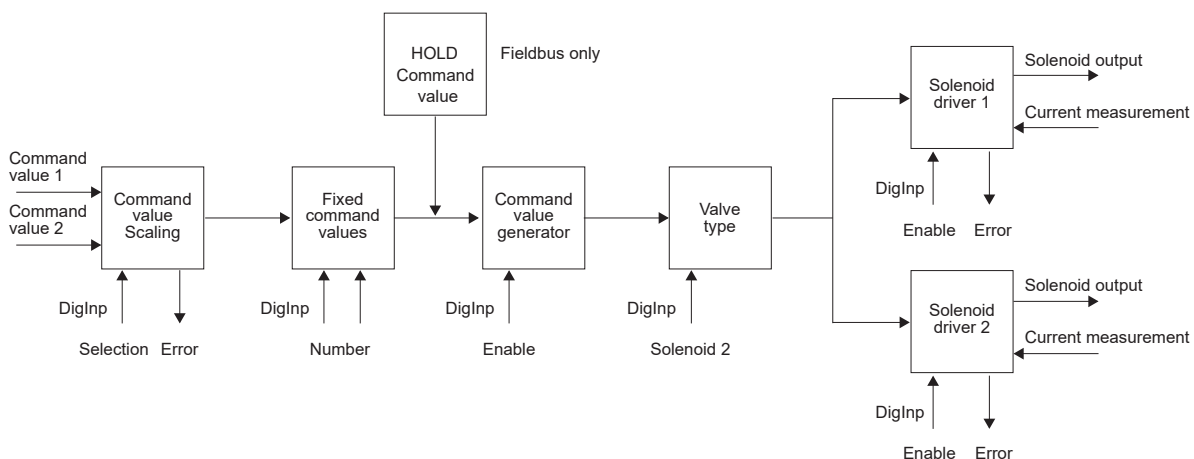 HOLD
Command
value
Fieldbus only
Command
value 1
Command
value 2
Command
value
Scaling
DigInp
Selection
Error
Fixed
command
values
DigInp
Number
Command
value
generator
DigInp
Enable
Valve
type
DigInp
Solenoid 2
Solenoid
driver 1
Solenoid output
Current measurement
DigInp
Enable
Error
Solenoid
driver 2
Solenoid output
Current measurement
DigInp
Enable
Error